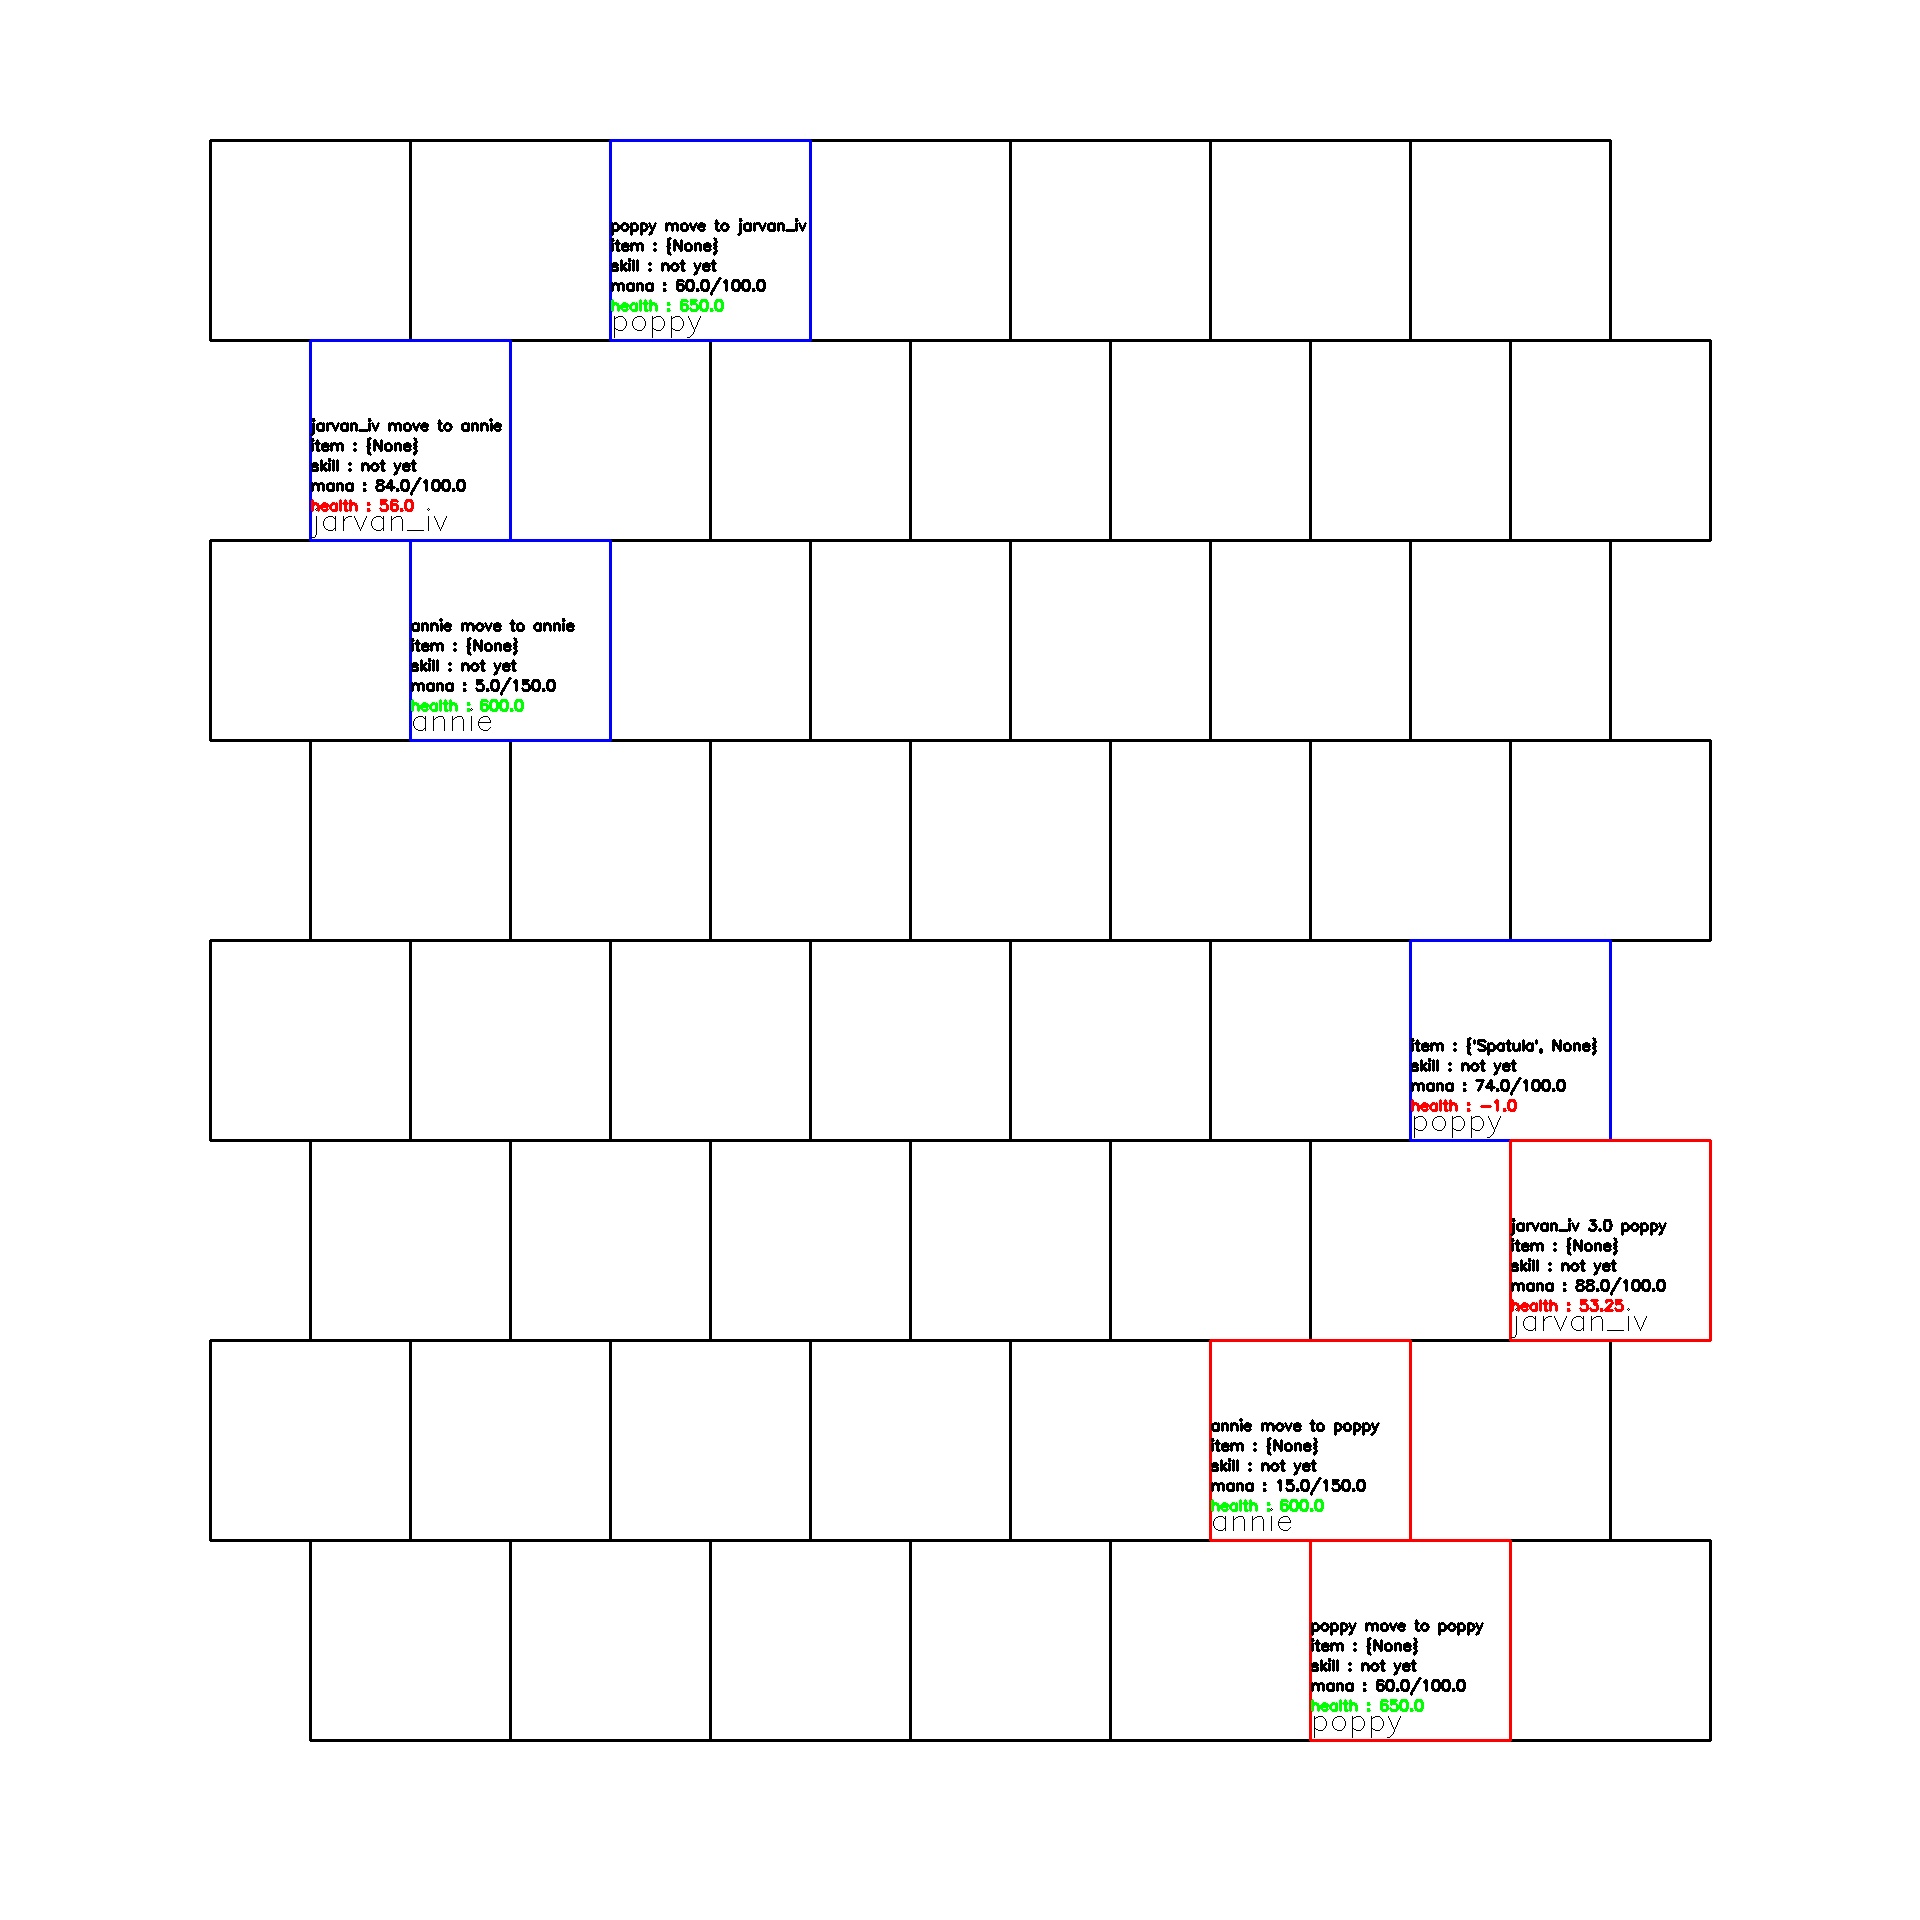 poppy move to jarvan_iv
item : {None}
skill : not yet
mana : 60.0/100.0
health : 650.0
poppy
jarvan_iv move to annie
item : {None}
skill : not yet
mana : 84.0/100.0
health : 56.0
jarvan_iv
annie move to annie
item : {None}
skill : not yet
mana : 5.0/150.0
health : 600.0
annie
item : {'Spatula', None}
skill : not yet
mana : 74.0/100.0
health : -1.0
poppy
jarvan_iv 3.0 poppy
item : {None}
skill : not yet
mana : 88.0/100.0
health : 53.25
jarvan_iv
annie move to poppy
item : {None}
skill : not yet
mana : 15.0/150.0
health : 600.0
annie
poppy move to poppy
item : {None}
skill : not yet
mana : 60.0/100.0
health : 650.0
poppy